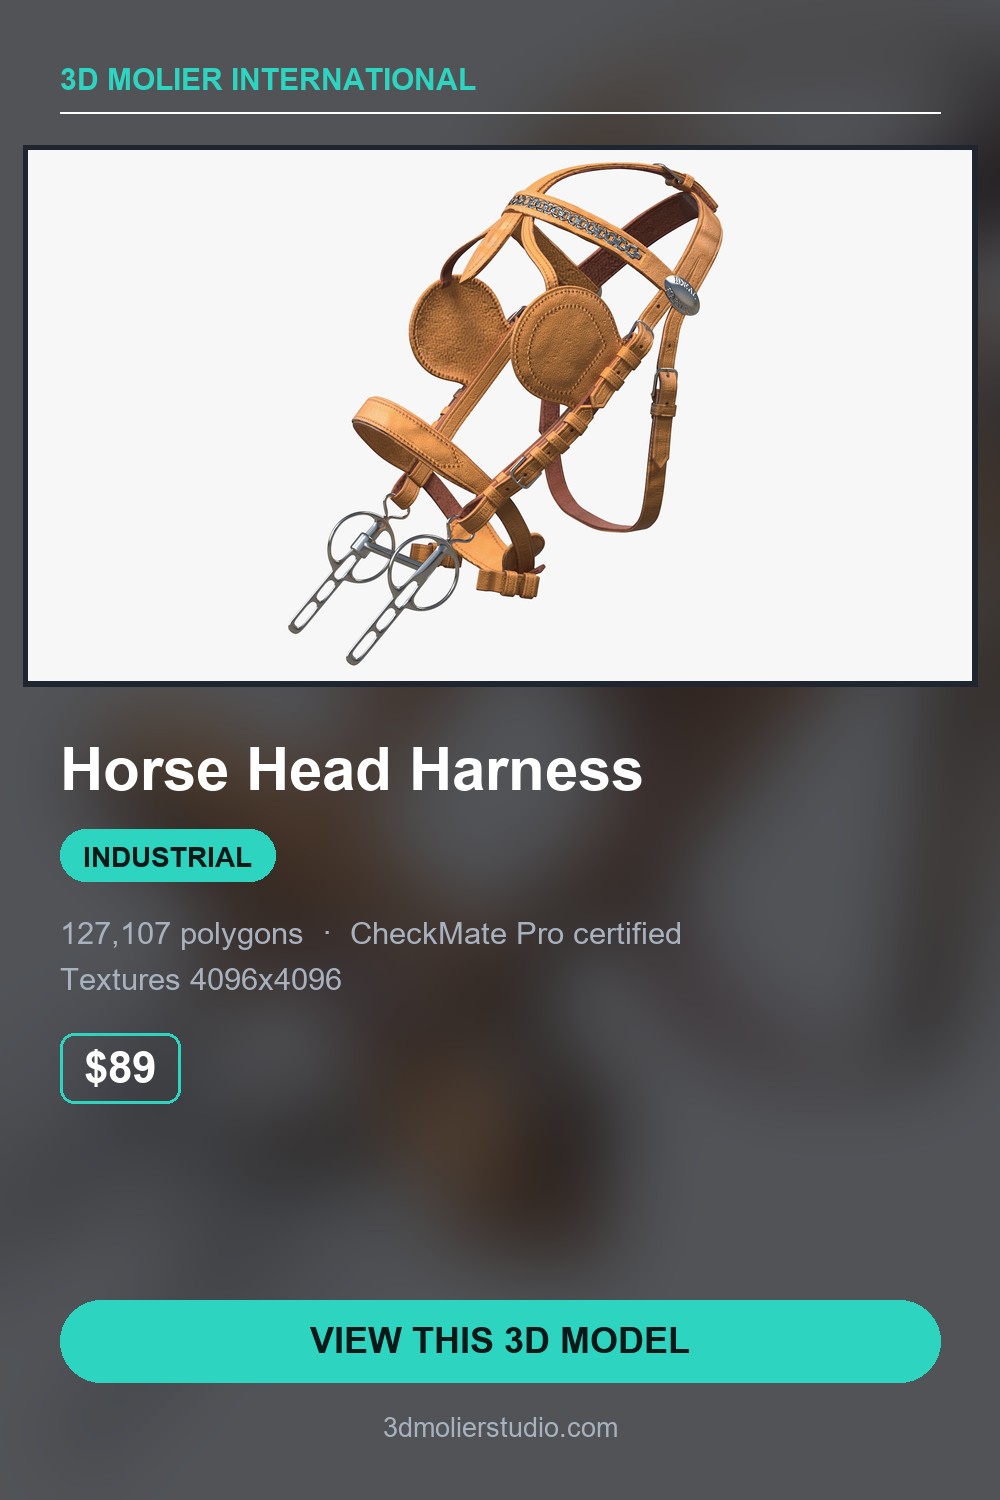 3D MOLIER INTERNATIONAL
Horse Head Harness
INDUSTRIAL
127,107 polygons · CheckMate Pro certified
Textures 4096x4096
$89
VIEW THIS 3D MODEL
3dmolierstudio.com